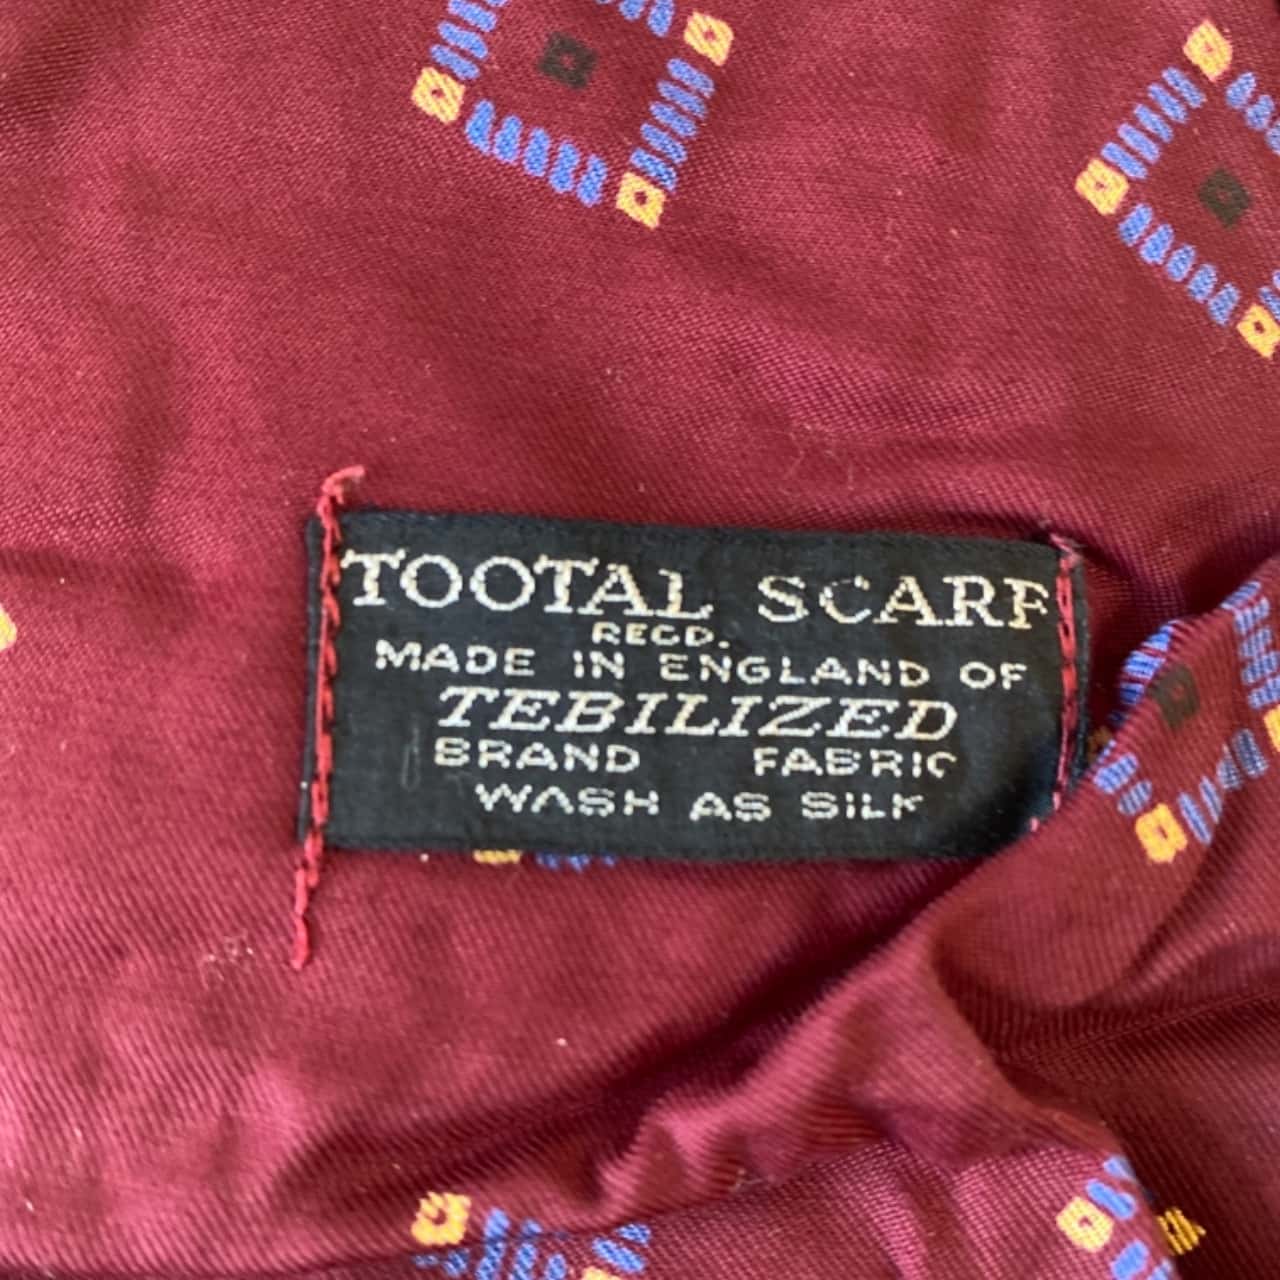 TOOTAL SCARF
REGD.
MADE IN ENGLAND OF
TEBILIZED
BRAND FABRIC
WASH AS SILK